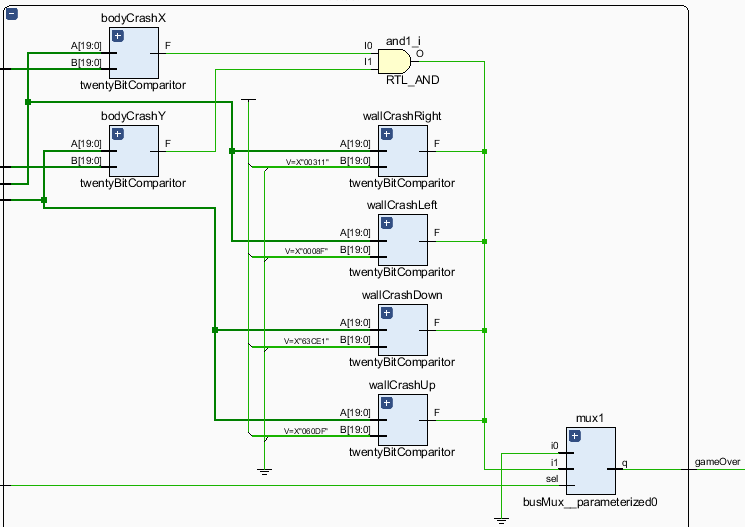 bodyCrashX
A[19:0]
B[19:0]
F
twentyBitComparitor
I0
I1
and1_i
O
RTL_AND
bodyCrashY
A[19:0]
B[19:0]
F
twentyBitComparitor
wallCrashRight
A[19:0]
V=X"00311" B[19:0]
F
twentyBitComparitor
wallCrashLeft
A[19:0]
V=X"0008F" B[19:0]
F
twentyBitComparitor
wallCrashDown
A[19:0]
V=X"63CE1" B[19:0]
F
twentyBitComparitor
wallCrashUp
A[19:0]
V=X"060DF" B[19:0]
F
twentyBitComparitor
mux1
i0
i1
sel
q
gameOver
busMux__parameterized0